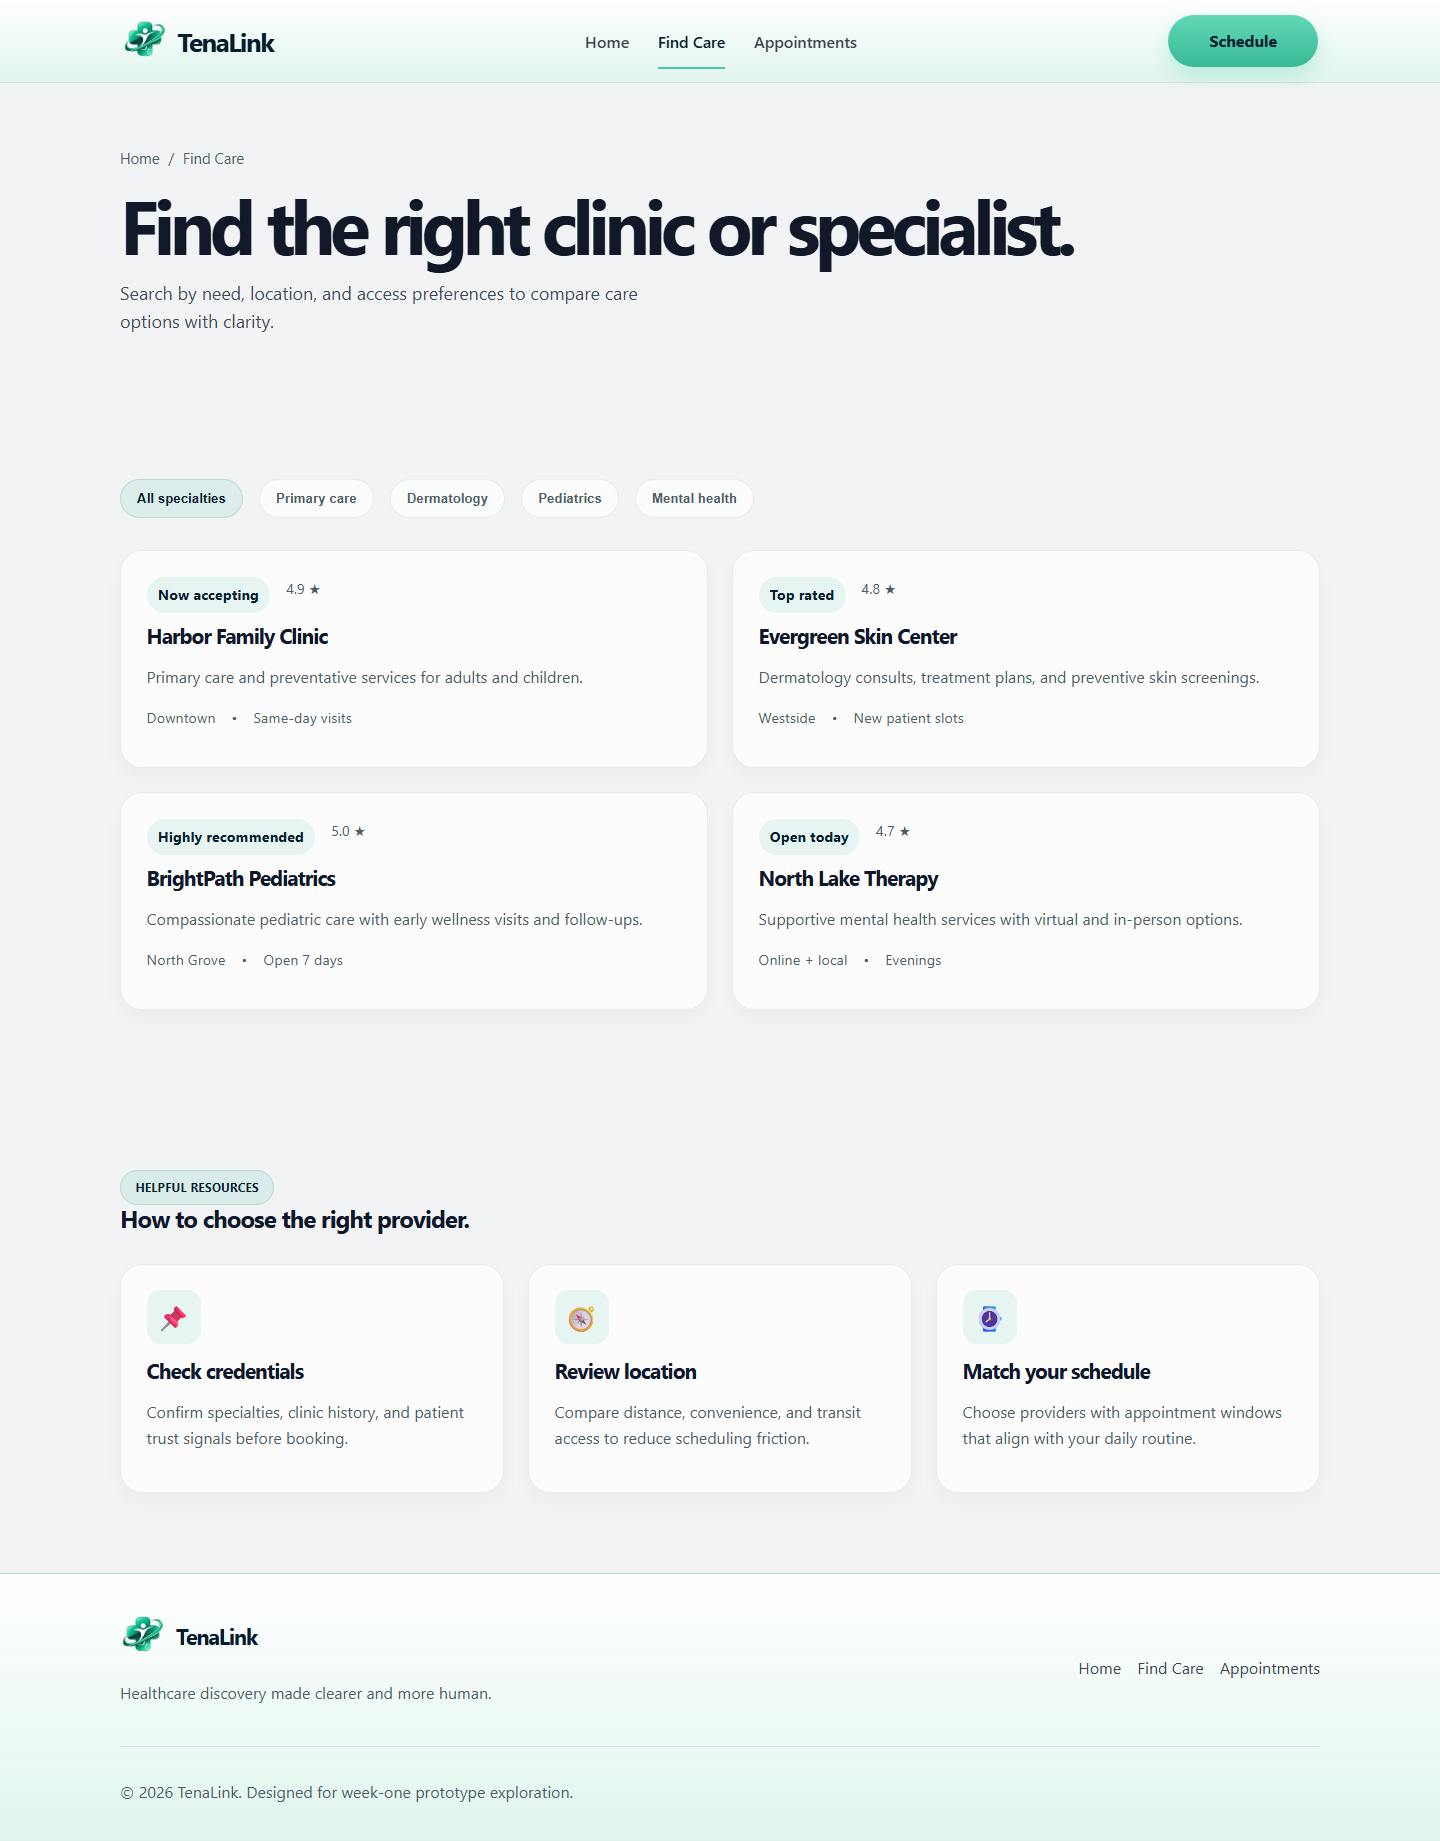 TenaLink
Home
Find Care
Appointments
Schedule
Home / Find Care
Find the right clinic or specialist.
Search by need, location, and access preferences to compare care
options with clarity.
All specialties
Primary care
Dermatology
Pediatrics
Mental health
Now accepting
4.9 ★
Harbor Family Clinic
Primary care and preventative services for adults and children.
Downtown • Same-day visits
Top rated
4.8 ★
Evergreen Skin Center
Dermatology consults, treatment plans, and preventive skin screenings.
Westside • New patient slots
Highly recommended
5.0 ★
BrightPath Pediatrics
Compassionate pediatric care with early wellness visits and follow-ups.
North Grove • Open 7 days
Open today
4.7 ★
North Lake Therapy
Supportive mental health services with virtual and in-person options.
Online + local • Evenings
HELPFUL RESOURCES
How to choose the right provider.
Check credentials
Confirm specialties, clinic history, and patient
trust signals before booking.
Review location
Compare distance, convenience, and transit
access to reduce scheduling friction.
Match your schedule
Choose providers with appointment windows
that align with your daily routine.
TenaLink
Healthcare discovery made clearer and more human.
Home
Find Care
Appointments
© 2026 TenaLink. Designed for week-one prototype exploration.